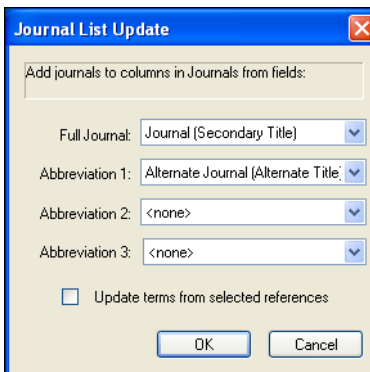 Journal List Update
Add journals to columns in Journals from fields:
Full Journal: Journal (Secondary Title)
Abbreviation 1: Alternate Journal (Alternate Title)
Abbreviation 2: <none>
Abbreviation 3: <none>
Update terms from selected references
OK Cancel